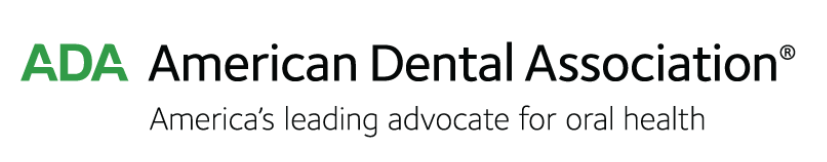 ADA American Dental Association®
America's leading advocate for oral health